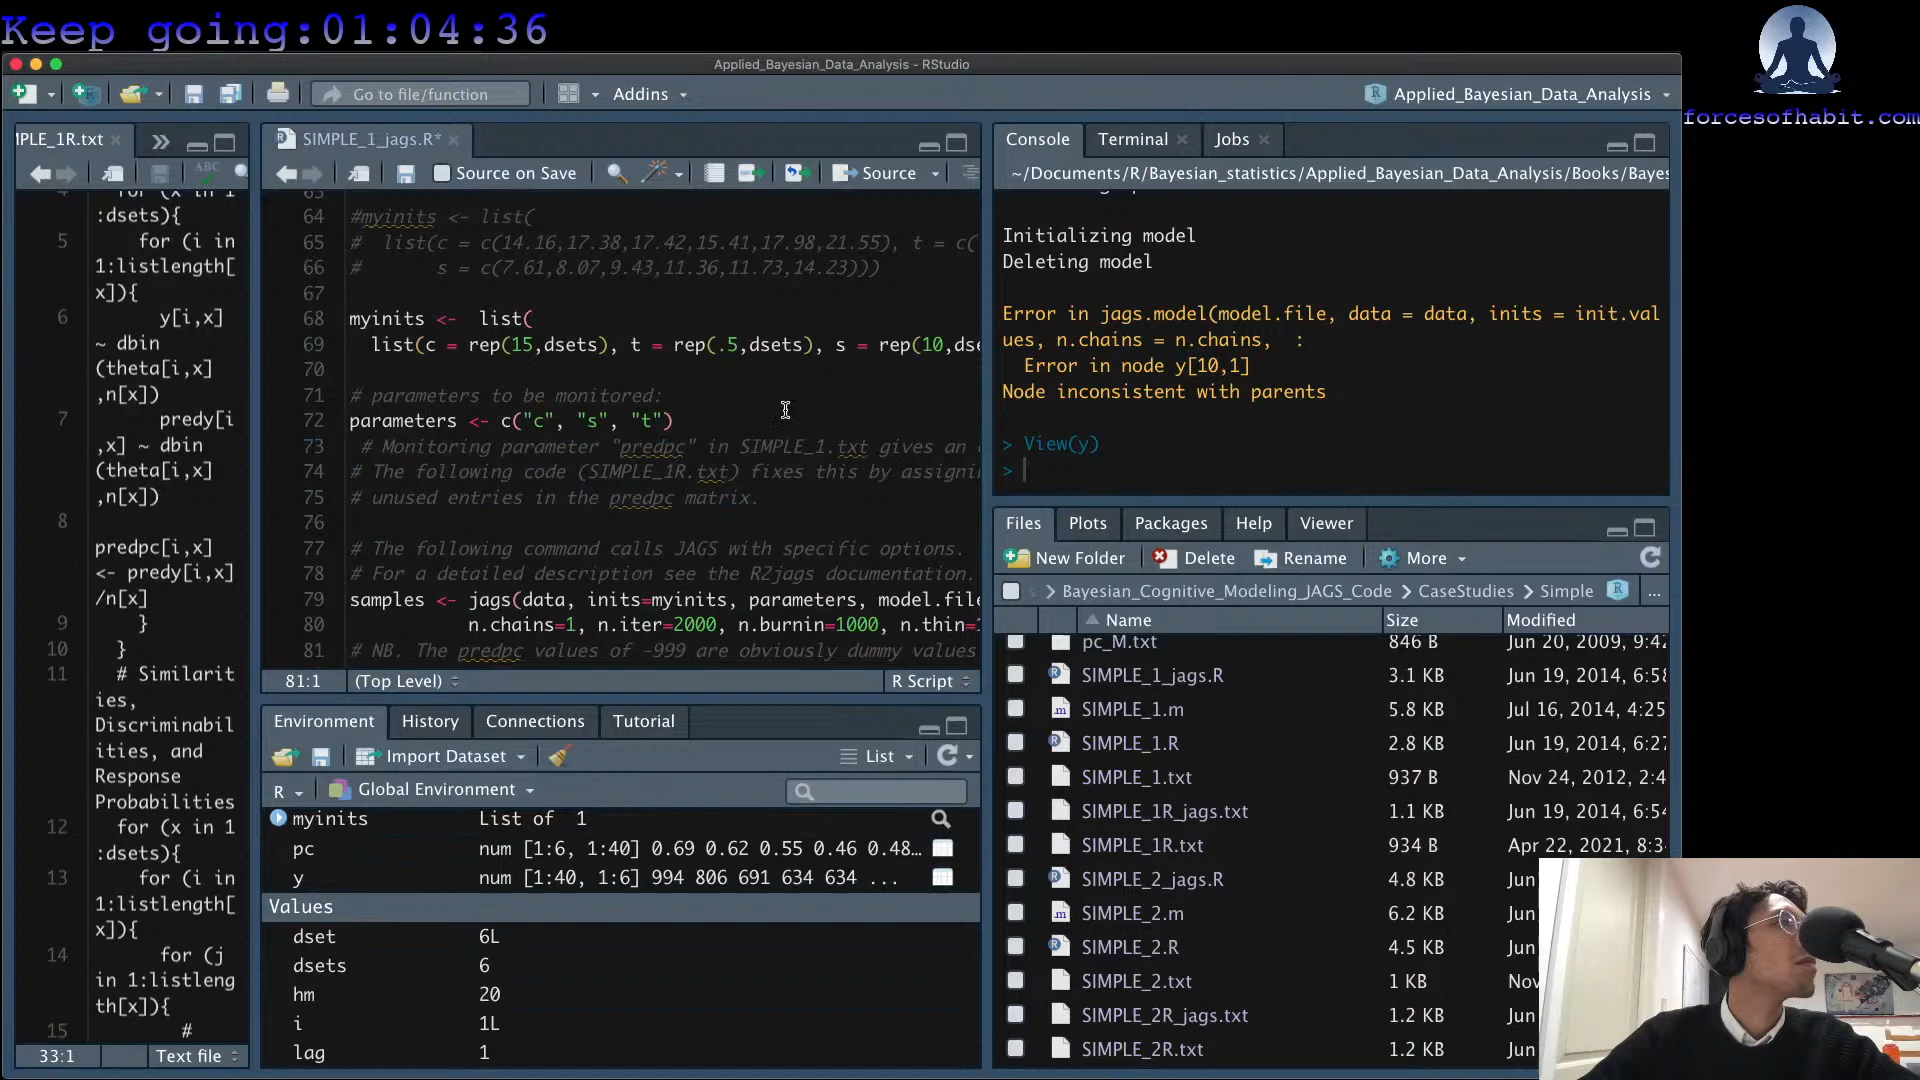 Keep going:01:04:36
forcesofhabit.com
Applied_Bayesian_Data_Analysis - RStudio
Go to file/function
Addins
Applied_Bayesian_Data_Analysis
MPLE_1R.txt
:dsets){
5 for (i in
1:listlength[
x]){
6 y[i,x]
~ dbin
(theta[i,x]
,n[x])
7 predy[i
,x] ~ dbin
(theta[i,x]
,n[x])
8
predpc[i,x]
<- predy[i,x]
/n[x]
9 }
10 }
11 # Similarit
ies,
Discriminabil
ities, and
Response
Probabilities
12 for (x in 1
:dsets){
13 for (i in
1:listlength[
x]){
14 for (j
in 1:listleng
th[x]){
15 #
33:1 Text file
SIMPLE_1_jags.R*
Source on Save
Source
64 #myinits <- list(
65 # list(c = c(14.16,17.38,17.42,15.41,17.98,21.55), t = c(
66 # s = c(7.61,8.07,9.43,11.36,11.73,14.23)))
67
68 myinits <- list(
69 list(c = rep(15,dsets), t = rep(.5,dsets), s = rep(10,dse
70
71 # parameters to be monitored:
72 parameters <- c("c", "s", "t")
73 # Monitoring parameter "predpc" in SIMPLE_1.txt gives an
74 # The following code (SIMPLE_1R.txt) fixes this by assigni
75 # unused entries in the predpc matrix.
76
77 # The following command calls JAGS with specific options.
78 # For a detailed description see the R2jags documentation.
79 samples <- jags(data, inits=myinits, parameters, model.file
80 n.chains=1, n.iter=2000, n.burnin=1000, n.thin=1
81 # NB. The predpc values of -999 are obviously dummy values
81:1 (Top Level) R Script
Environment History Connections Tutorial
Import Dataset List
R Global Environment
myinits List of 1
pc num [1:6, 1:40] 0.69 0.62 0.55 0.46 0.48...
y num [1:40, 1:6] 994 806 691 634 634 ...
Values
dset 6L
dsets 6
hm 20
i 1L
lag 1
Console Terminal Jobs
~/Documents/R/Bayesian_statistics/Applied_Bayesian_Data_Analysis/Books/Bayes
Initializing model
Deleting model
Error in jags.model(model.file, data = data, inits = init.val
ues, n.chains = n.chains, :
Error in node y[10,1]
Node inconsistent with parents
> View(y)
>
Files Plots Packages Help Viewer
New Folder Delete Rename More
> Bayesian_Cognitive_Modeling_JAGS_Code > CaseStudies > Simple ...
Name Size Modified
pc_M.txt 846 B Jun 20, 2009, 9:42
SIMPLE_1_jags.R 3.1 KB Jun 19, 2014, 6:58
SIMPLE_1.m 5.8 KB Jul 16, 2014, 4:25
SIMPLE_1.R 2.8 KB Jun 19, 2014, 6:27
SIMPLE_1.txt 937 B Nov 24, 2012, 2:4
SIMPLE_1R_jags.txt 1.1 KB Jun 19, 2014, 6:54
SIMPLE_1R.txt 934 B Apr 22, 2021, 8:3
SIMPLE_2_jags.R 4.8 KB Jun
SIMPLE_2.m 6.2 KB Jun
SIMPLE_2.R 4.5 KB Jun
SIMPLE_2.txt 1 KB Nov
SIMPLE_2R_jags.txt 1.2 KB Jun
SIMPLE_2R.txt 1.2 KB Jun